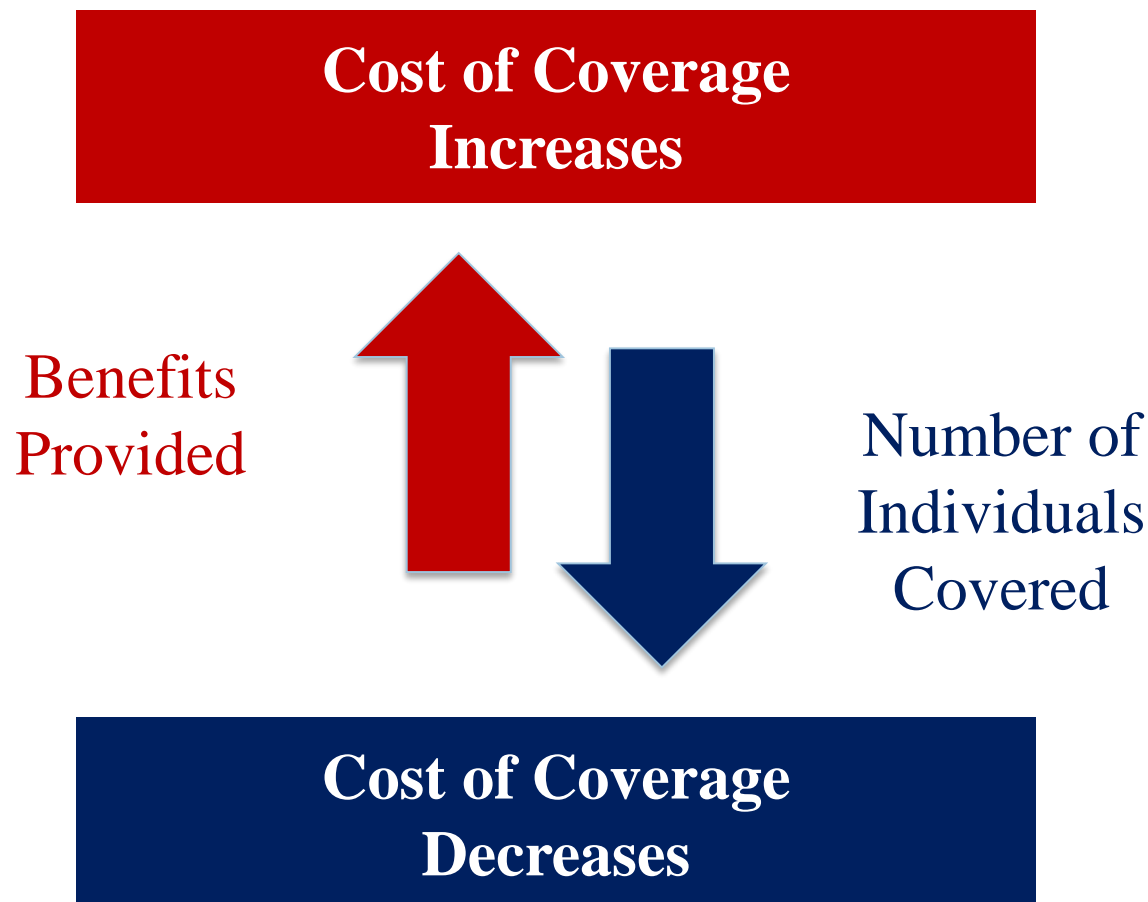 Cost of Coverage
Increases
Benefits
Provided
Number of
Individuals
Covered
Cost of Coverage
Decreases